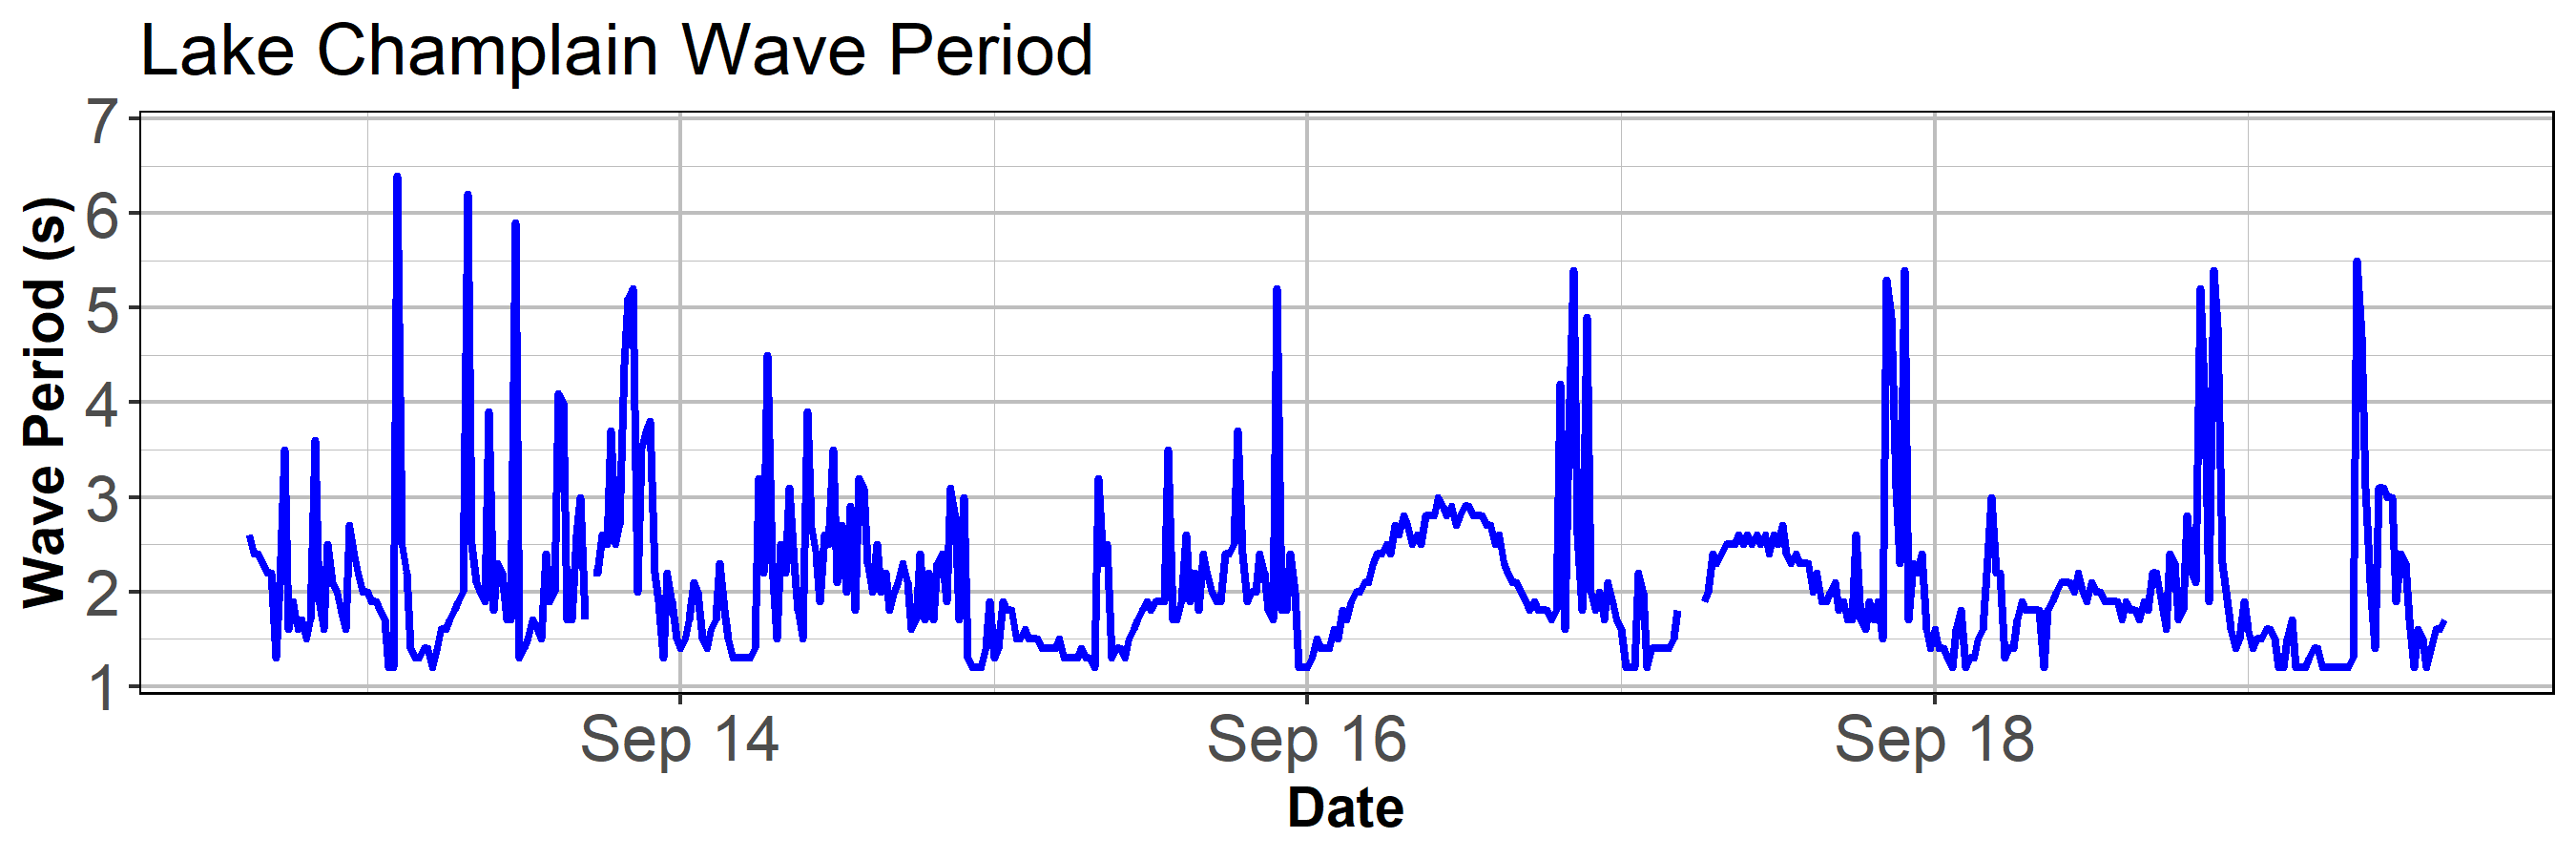 Lake Champlain Wave Period
Wave Period (s)
7
6
5
4
3
2
1
Sep 14
Sep 16
Sep 18
Date